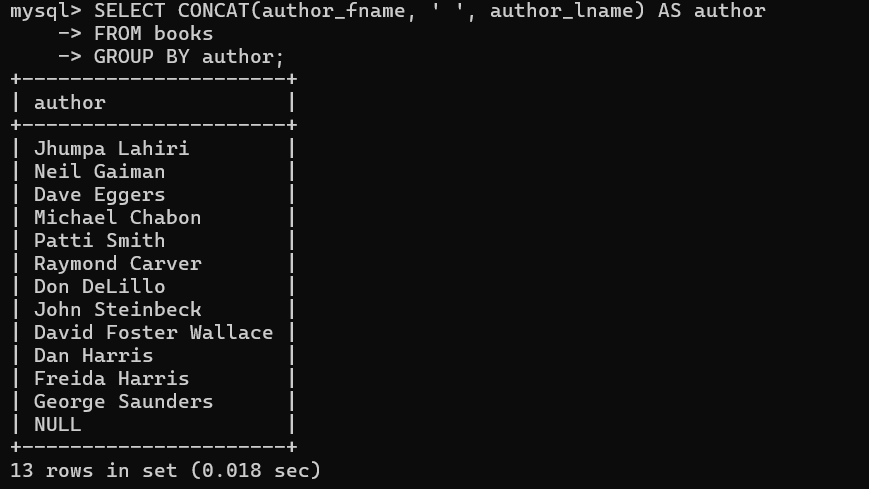 mysql> SELECT CONCAT(author_fname, ' ', author_lname) AS author
    -> FROM books
    -> GROUP BY author;
+----------------------+
| author               |
+----------------------+
| Jhumpa Lahiri        |
| Neil Gaiman          |
| Dave Eggers          |
| Michael Chabon       |
| Patti Smith          |
| Raymond Carver       |
| Don DeLillo          |
| John Steinbeck       |
| David Foster Wallace |
| Dan Harris           |
| Freida Harris        |
| George Saunders      |
| NULL                 |
+----------------------+
13 rows in set (0.018 sec)